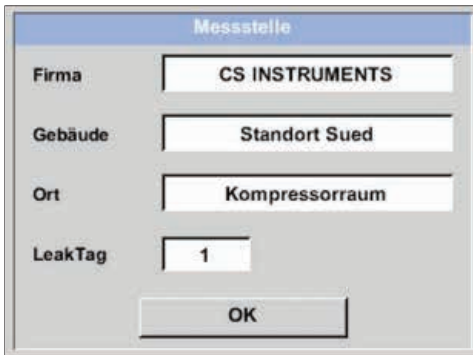 Messstelle
Firma CS INSTRUMENTS
Gebäude Standort Sued
Ort Kompressorraum
LeakTag 1
OK